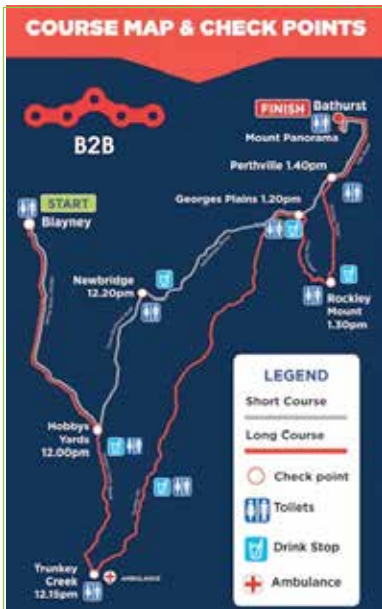 COURSE MAP & CHECK POINTS
B2B
FINISH Bathurst
Mount Panorama
Perthville 1.40pm
Georges Plains 1.20pm
START
Blayney
Newbridge
12.20pm
Rockley
Mount
1.30pm
Hobbys
Yards
12.00pm
Trunkey
Creek
12.15pm
AMBULANCE
LEGEND
Short Course
Long Course
Check point
Toilets
Drink Stop
Ambulance